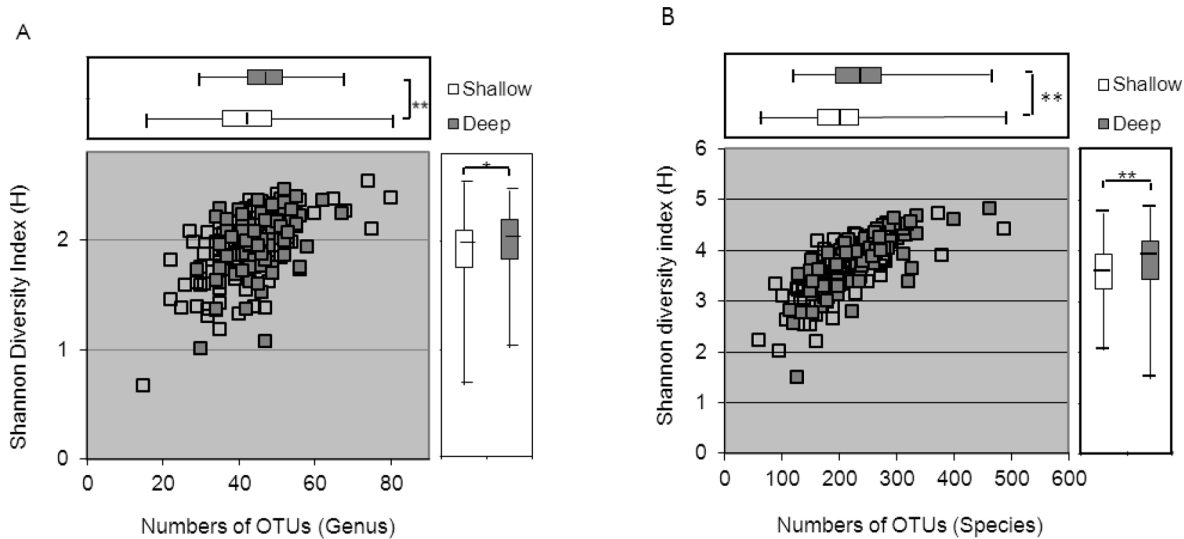 A
B
**
Shallow
Deep
**
Shallow
Deep
*
**
Shannon Diversity Index (H)
2
1
0
0 20 40 60 80
Numbers of OTUs (Genus)
Shannon diversity index (H)
6
5
4
3
2
1
0
0 100 200 300 400 500 600
Numbers of OTUs (Species)